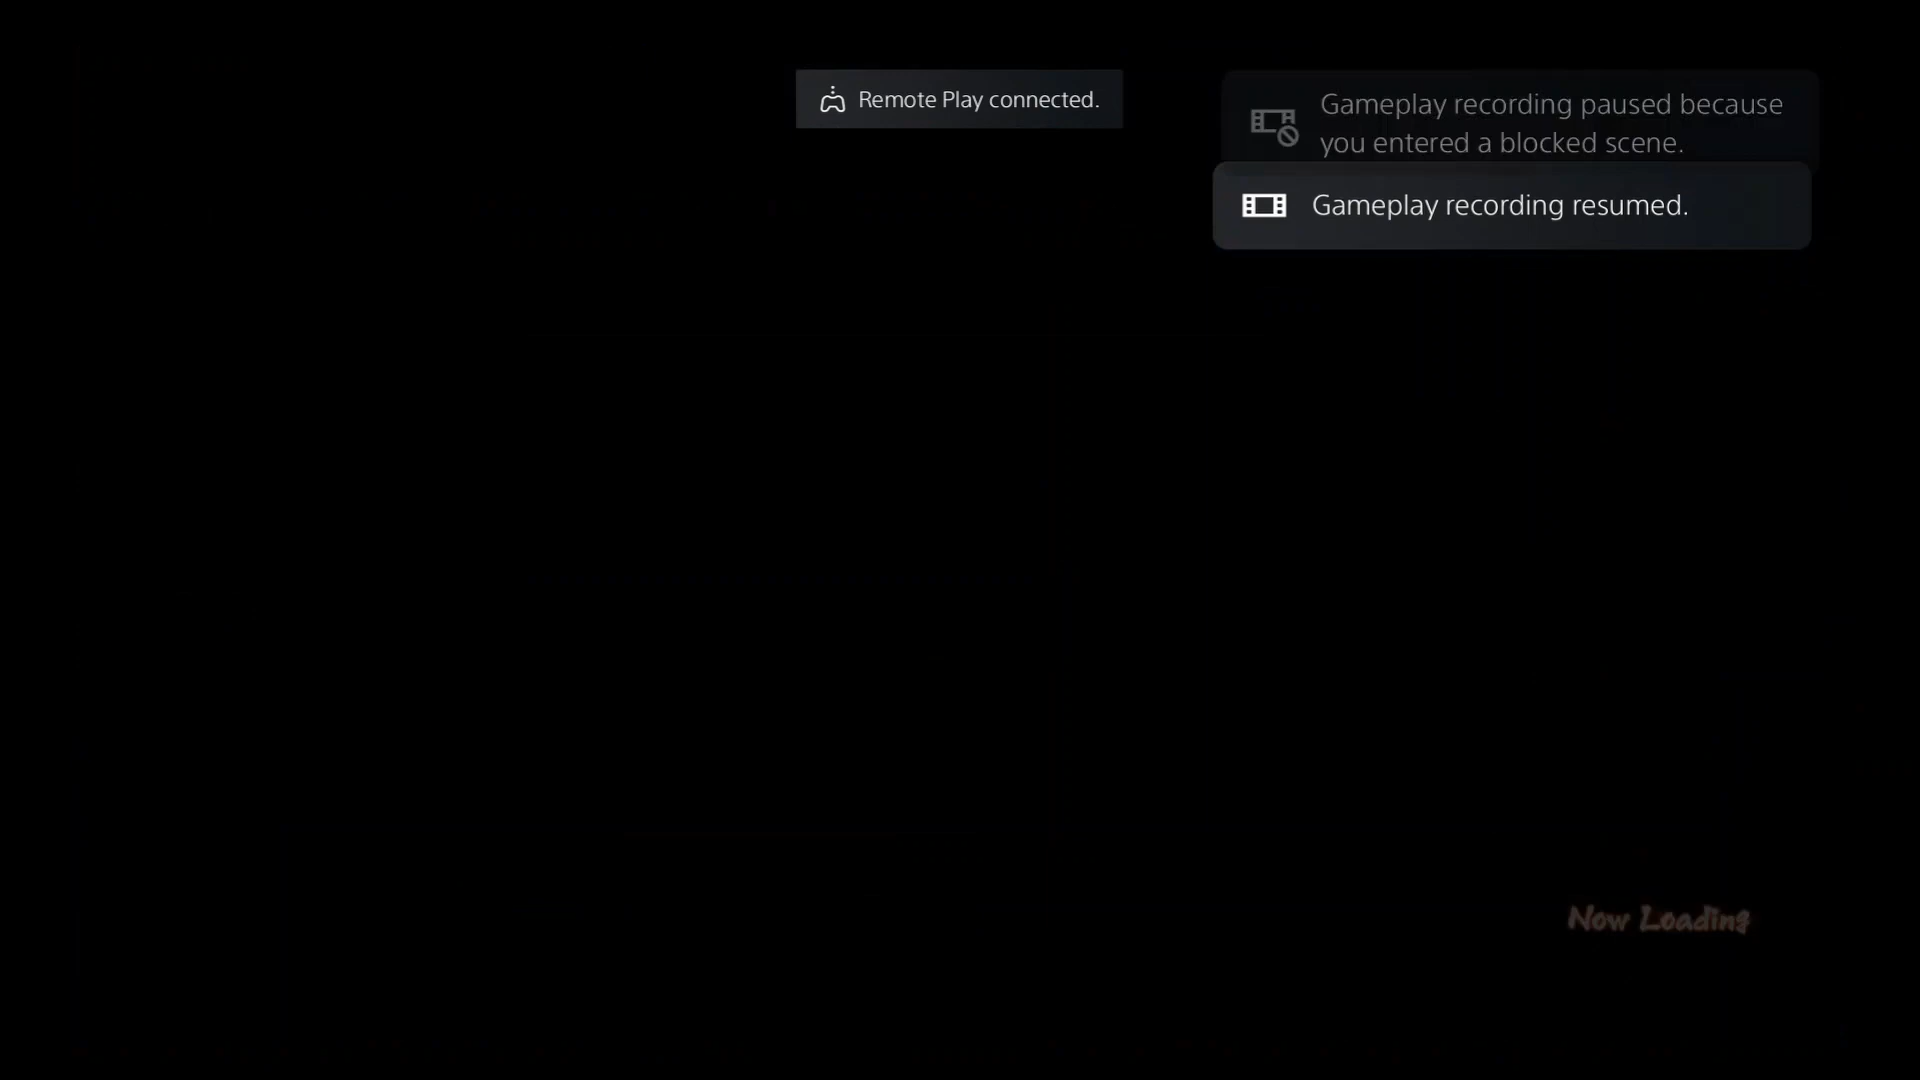 Remote Play connected.
Gameplay recording paused because
you entered a blocked scene.
Gameplay recording resumed.
Now Loading